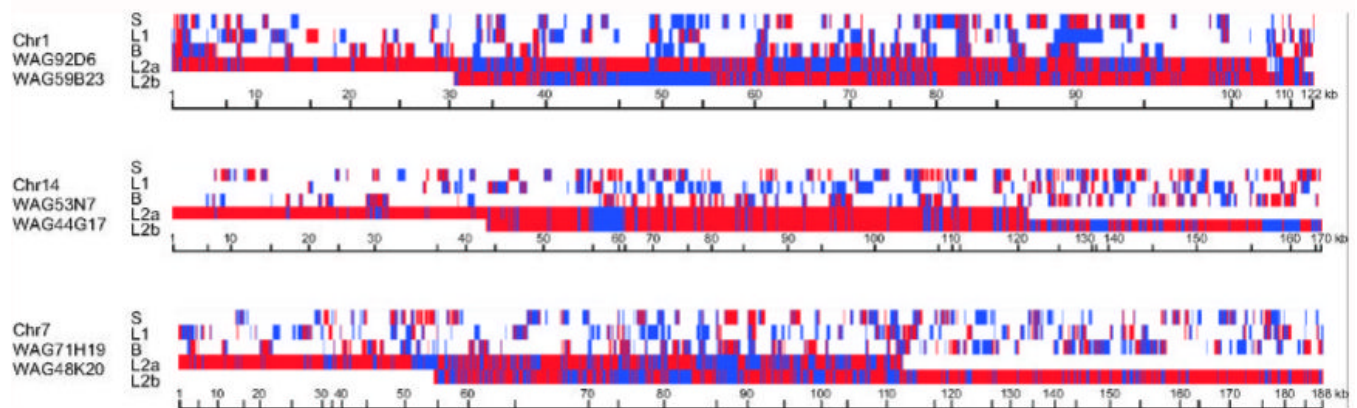 S
L1
B
L2a
L2b
Chr1
WAG92D6
WAG59B23
1 10 20 30 40 50 60 70 80 90 100 110 122 kb
S
L1
B
L2a
L2b
Chr14
WAG53N7
WAG44G17
1 10 20 30 40 50 60 70 80 90 100 110 120 130 140 150 160 170 kb
S
L1
B
L2a
L2b
Chr7
WAG71H19
WAG48K20
1 10 20 30 40 50 60 70 80 90 100 110 120 130 140 150 160 170 180 188 kb